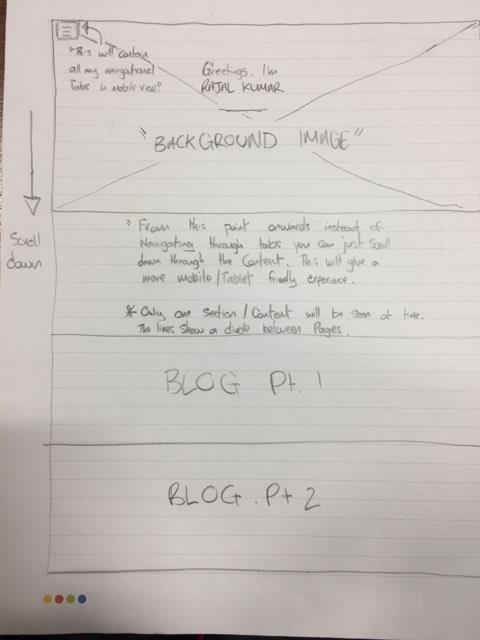 "This will contain
all my navigational
Tabs in mobile view"
Greetings, I'm
RAJAL KUMAR
"BACKGROUND IMAGE"
Scroll
down
"From this point onwards instead of
Navigating through tabs you can just Scroll
down through the Content. This will give a
more mobile/Tablet friendly experience.
* Only one section/Content will be seen at time.
The lines show a divide between Pages.
BLOG Pt. 1
BLOG. Pt 2